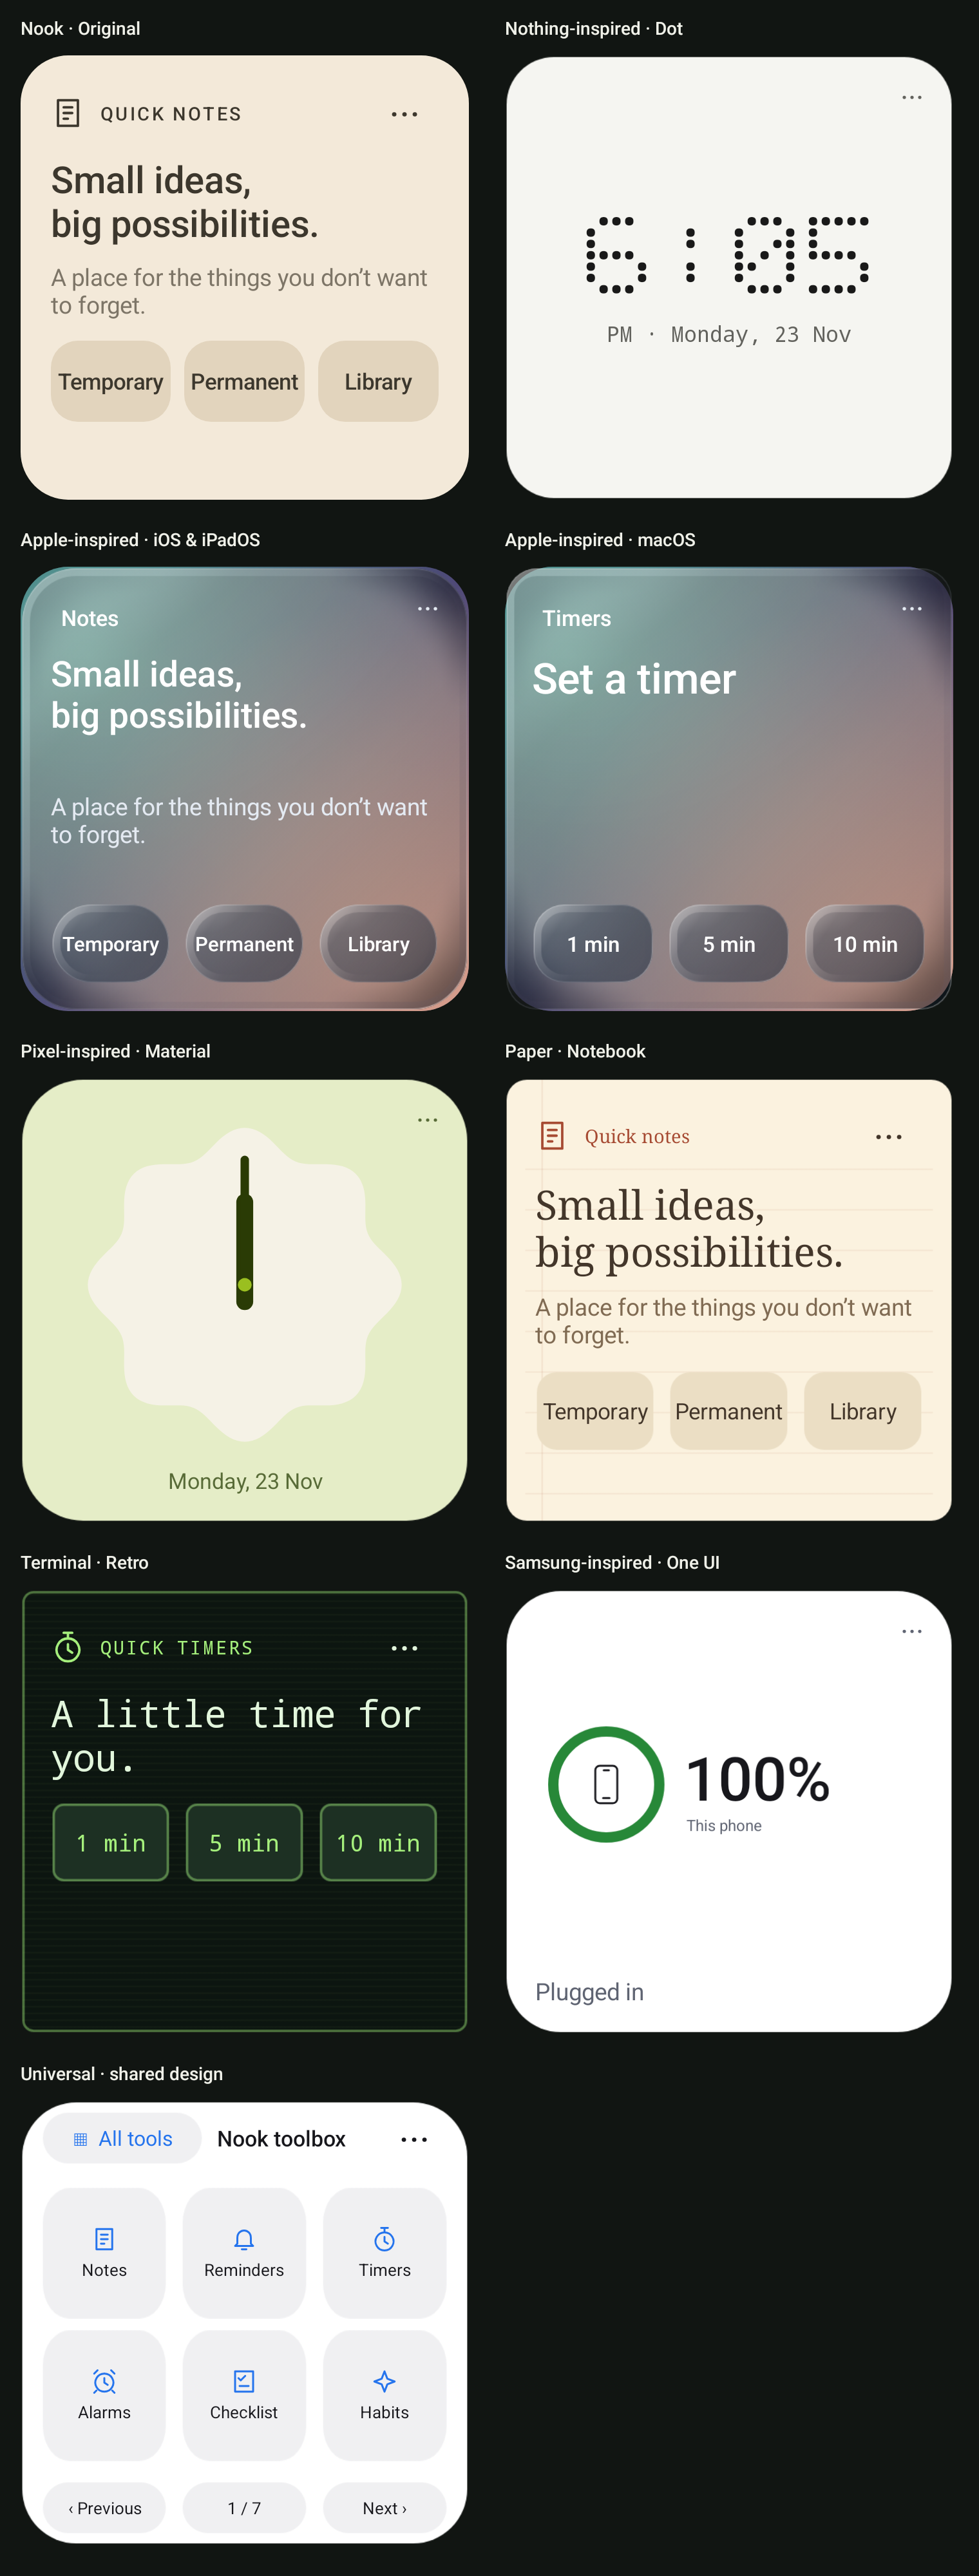 Nook · Original
QUICK NOTES
Small ideas,
big possibilities.
A place for the things you don’t want
to forget.
Temporary
Permanent
Library
Nothing-inspired · Dot
6:05
PM · Monday, 23 Nov
Apple-inspired · iOS & iPadOS
Notes
Small ideas,
big possibilities.
A place for the things you don’t want
to forget.
Temporary
Permanent
Library
Apple-inspired · macOS
Timers
Set a timer
1 min
5 min
10 min
Pixel-inspired · Material
Monday, 23 Nov
Paper · Notebook
Quick notes
Small ideas,
big possibilities.
A place for the things you don’t want
to forget.
Temporary
Permanent
Library
Terminal · Retro
QUICK TIMERS
A little time for
you.
1 min
5 min
10 min
Samsung-inspired · One UI
100%
This phone
Plugged in
Universal · shared design
All tools
Nook toolbox
Notes
Reminders
Timers
Alarms
Checklist
Habits
‹ Previous
1 / 7
Next ›